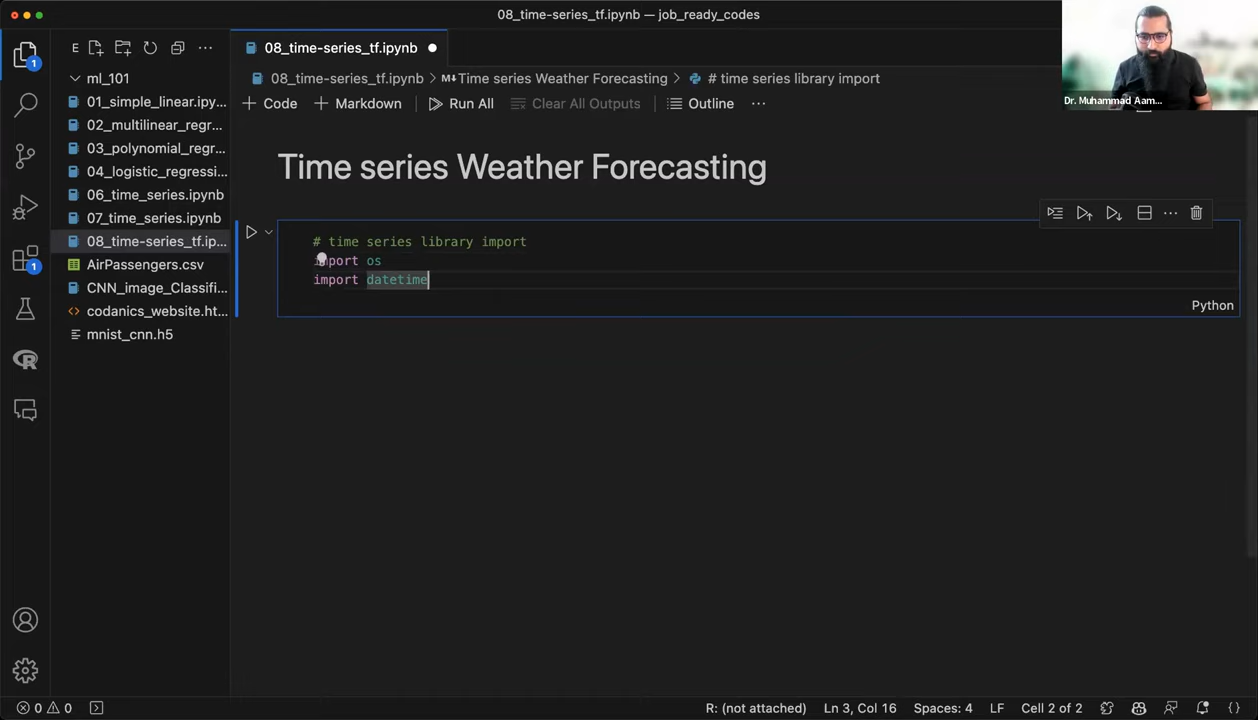 08_time-series_tf.ipynb — job_ready_codes
Dr. Muhammad Aam...
E
08_time-series_tf.ipynb
08_time-series_tf.ipynb > M↓Time series Weather Forecasting > # time series library import
+ Code + Markdown Run All Clear All Outputs Outline ...
ml_101
01_simple_linear.ipy...
02_multilinear_regr...
03_polynomial_regr...
04_logistic_regressi...
06_time_series.ipynb
07_time_series.ipynb
08_time-series_tf.ip...
AirPassengers.csv
CNN_image_Classifi...
codanics_website.ht...
mnist_cnn.h5
1
1
Time series Weather Forecasting
# time series library import
import os
import datetime
Python
0 0 R: (not attached) Ln 3, Col 16 Spaces: 4 LF Cell 2 of 2